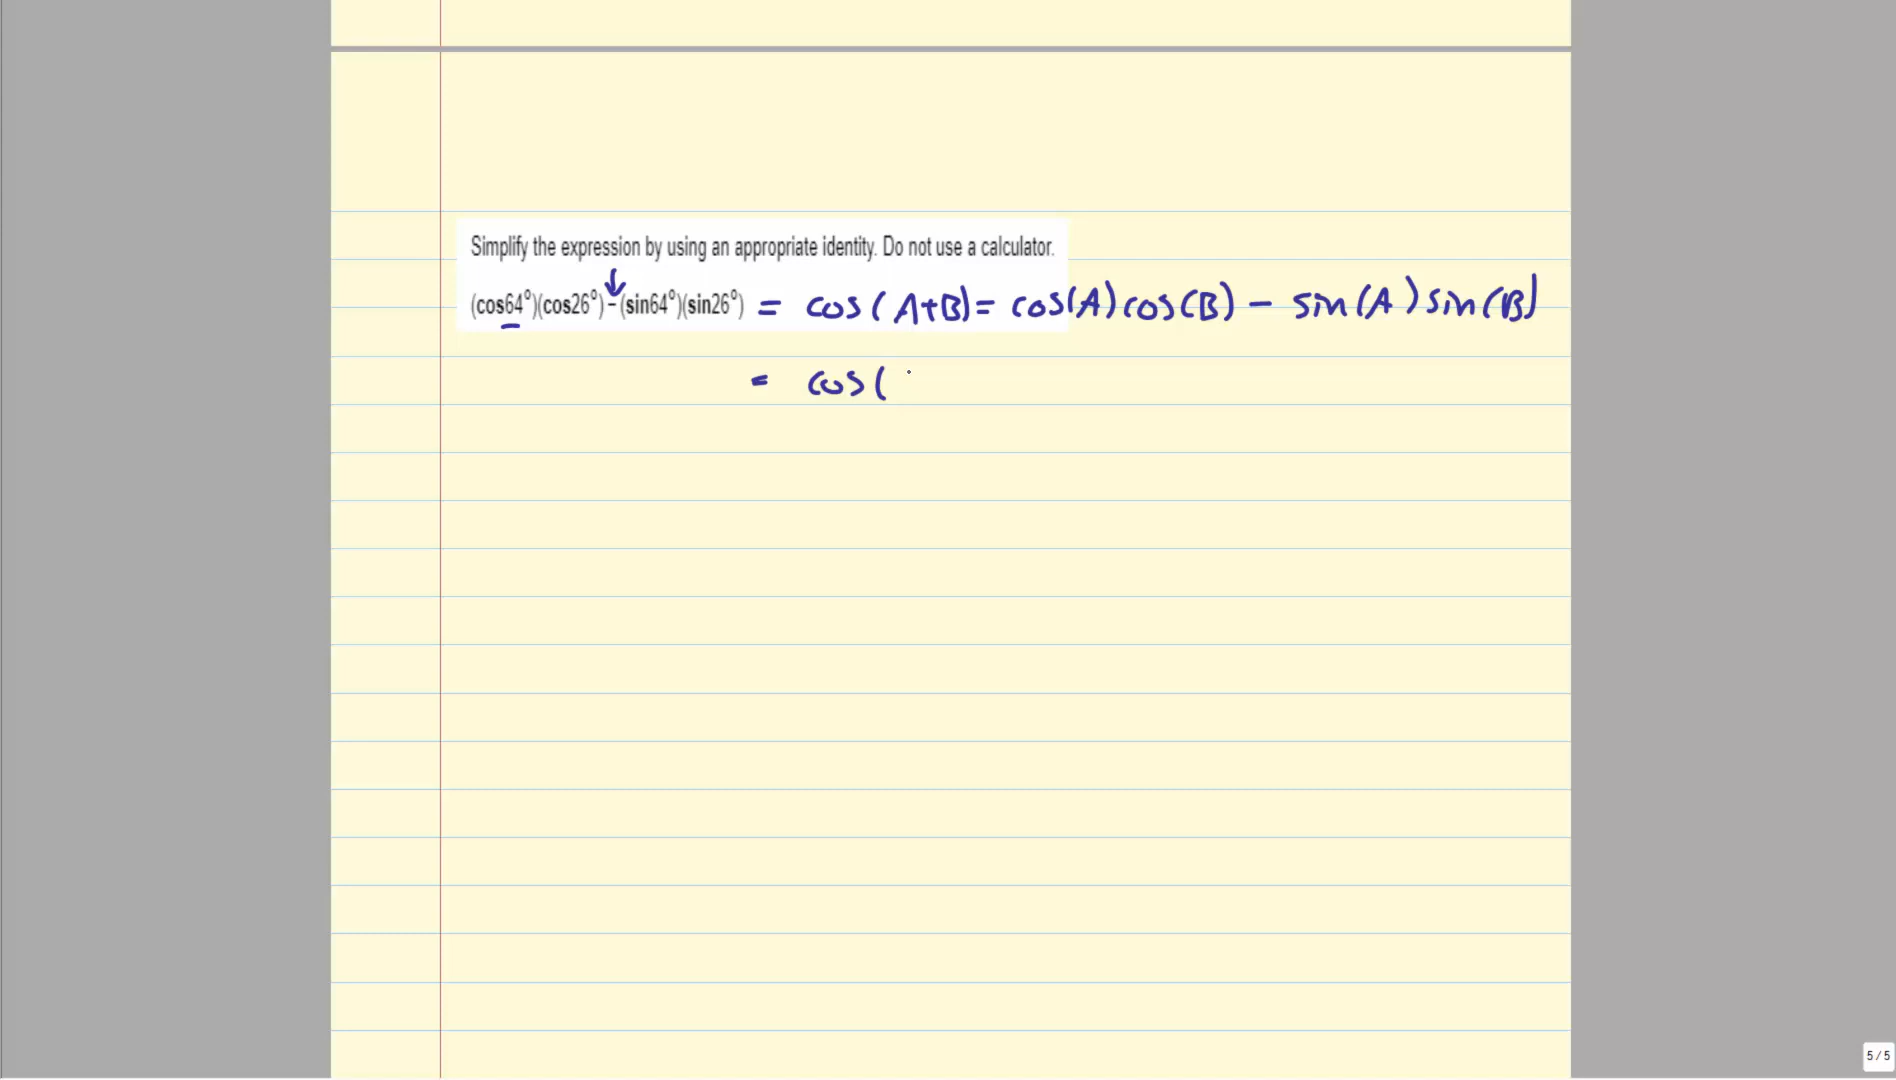 Simplify the expression by using an appropriate identity. Do not use a calculator.
(cos64°)(cos26°) - (sin64°)(sin26°) = cos(A+B) = cos(A)cos(B) - sin(A)sin(B)
= cos(
5 / 5